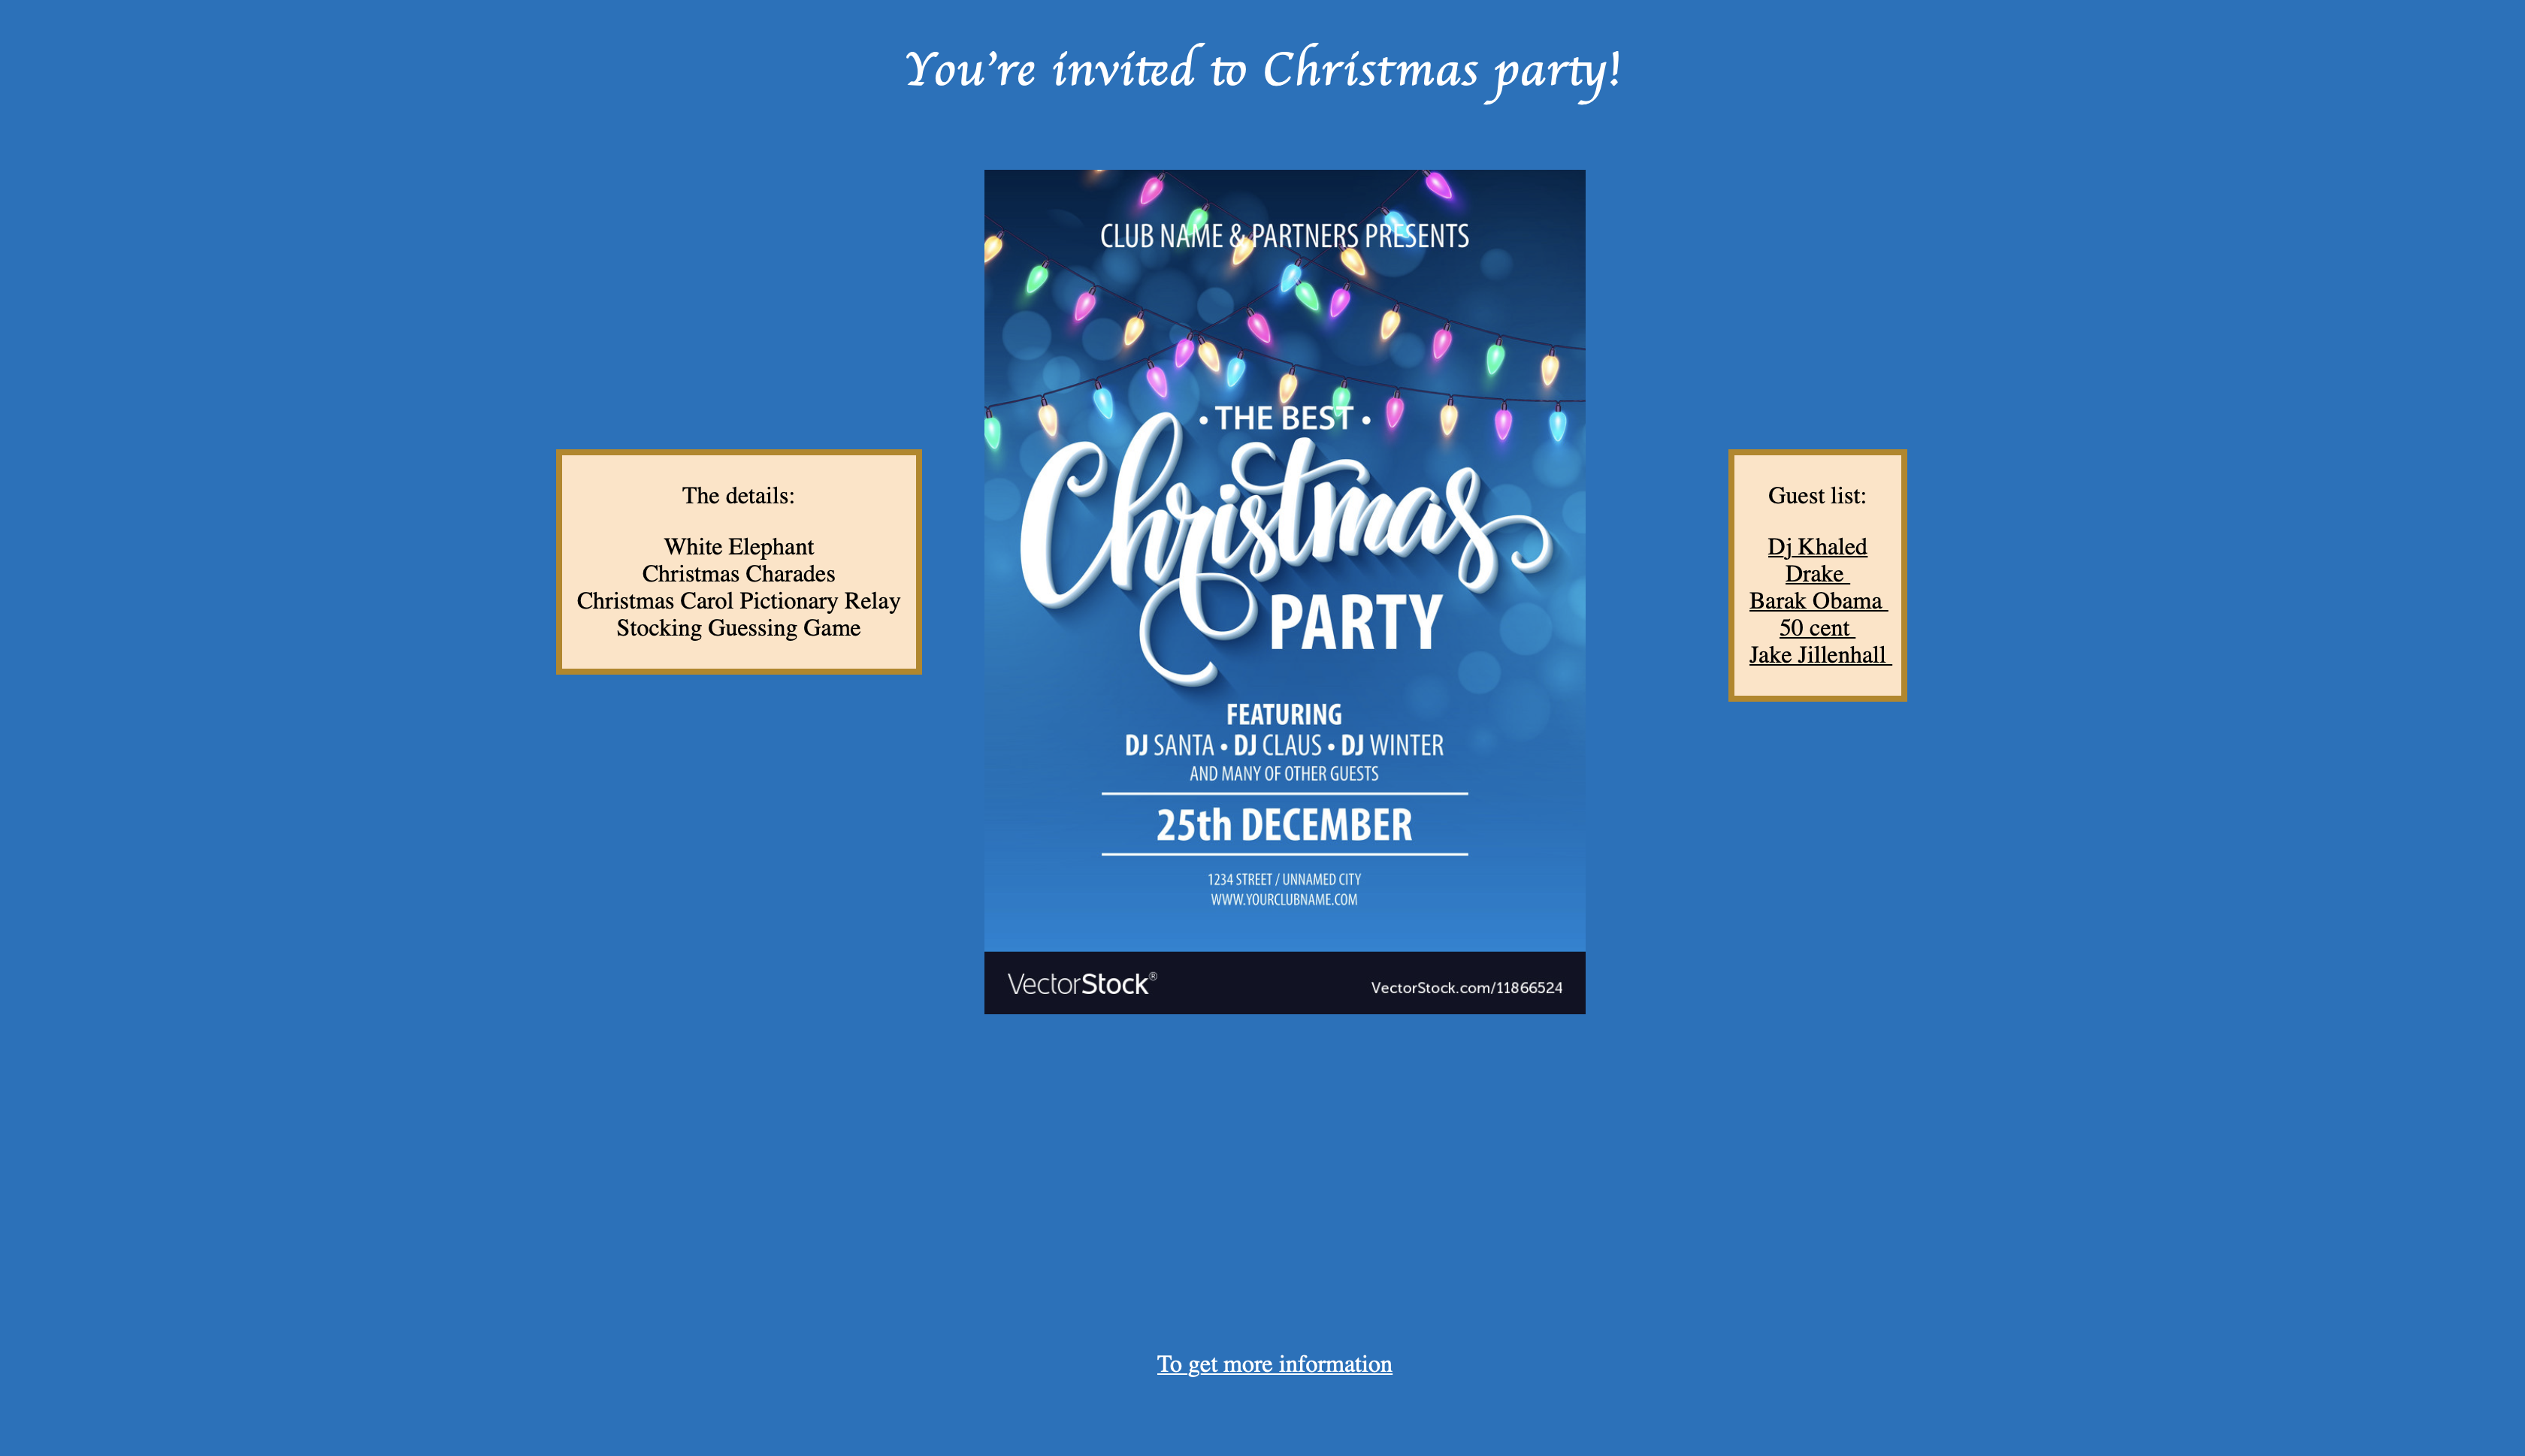 You're invited to Christmas party!
CLUB NAME & PARTNERS PRESENTS
• THE BEST •
Christmas
PARTY
FEATURING
DJ SANTA • DJ CLAUS • DJ WINTER
AND MANY OF OTHER GUESTS
25th DECEMBER
1234 STREET / UNNAMED CITY
WWW.YOURCLUBNAME.COM
VectorStock®
VectorStock.com/11866524
The details:
White Elephant
Christmas Charades
Christmas Carol Pictionary Relay
Stocking Guessing Game
Guest list:
Dj Khaled
Drake
Barak Obama
50 cent
Jake Jillenhall
To get more information